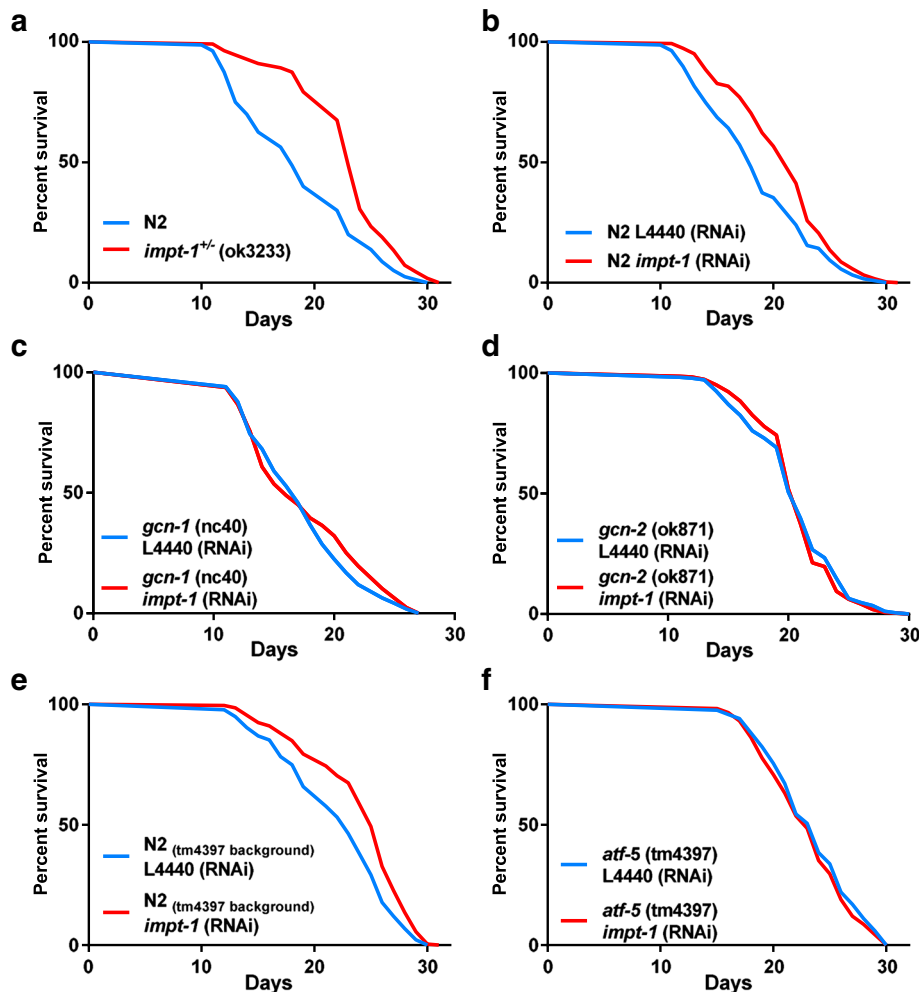 a
Percent survival
100
50
0
N2
impt-1+/- (ok3233)
0 10 20 30
Days
b
Percent survival
100
50
0
N2 L4440 (RNAi)
N2 impt-1 (RNAi)
0 10 20 30
Days
c
Percent survival
100
50
0
gcn-1 (nc40)
L4440 (RNAi)
gcn-1 (nc40)
impt-1 (RNAi)
0 10 20 30
Days
d
Percent survival
100
50
0
gcn-2 (ok871)
L4440 (RNAi)
gcn-2 (ok871)
impt-1 (RNAi)
0 10 20 30
Days
e
Percent survival
100
50
0
N2 (tm4397 background)
L4440 (RNAi)
N2 (tm4397 background)
impt-1 (RNAi)
0 10 20 30
Days
f
Percent survival
100
50
0
atf-5 (tm4397)
L4440 (RNAi)
atf-5 (tm4397)
impt-1 (RNAi)
0 10 20 30
Days